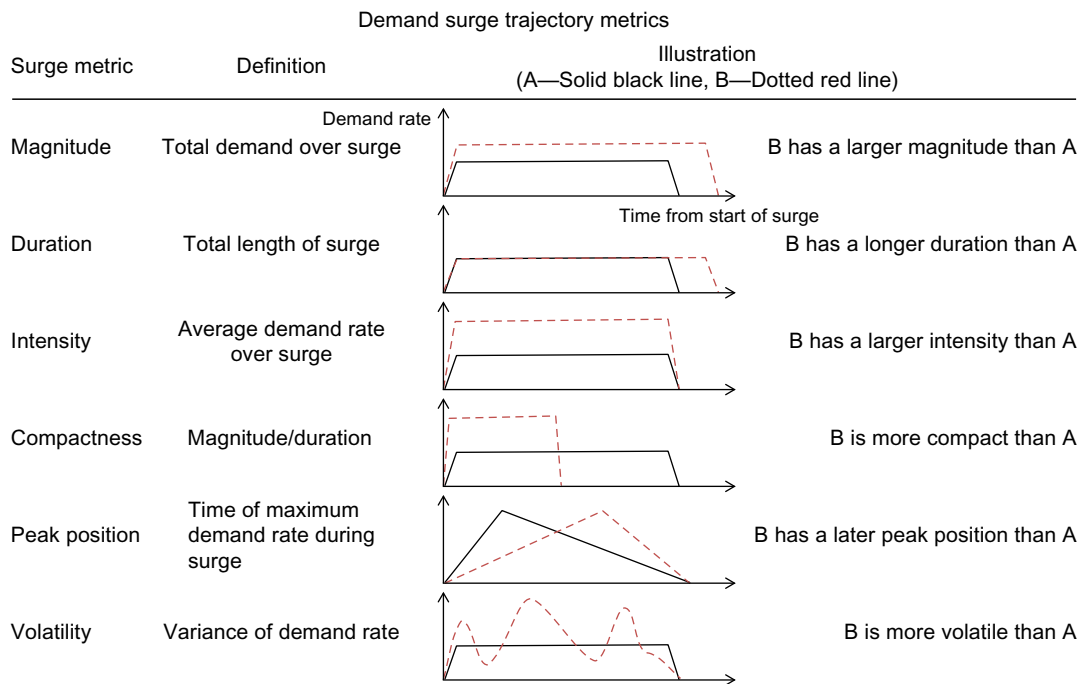 Demand surge trajectory metrics
Surge metric
Definition
Illustration
(A—Solid black line, B—Dotted red line)
Demand rate
Magnitude
Total demand over surge
B has a larger magnitude than A
Time from start of surge
Duration
Total length of surge
B has a longer duration than A
Intensity
Average demand rate
over surge
B has a larger intensity than A
Compactness
Magnitude/duration
B is more compact than A
Peak position
Time of maximum
demand rate during
surge
B has a later peak position than A
Volatility
Variance of demand rate
B is more volatile than A